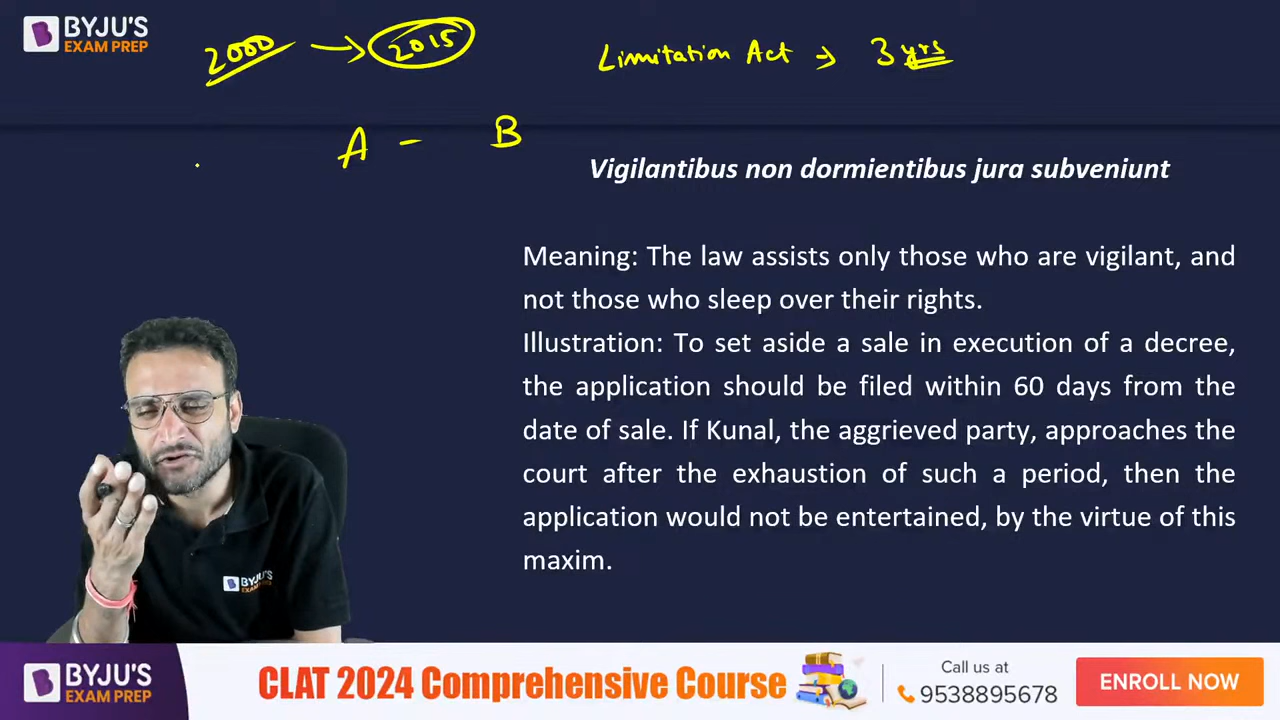 BYJU'S
EXAM PREP
2000 → 2015
Limitation Act → 3 yrs
A - B
Vigilantibus non dormientibus jura subveniunt
Meaning: The law assists only those who are vigilant, and
not those who sleep over their rights.
Illustration: To set aside a sale in execution of a decree,
the application should be filed within 60 days from the
date of sale. If Kunal, the aggrieved party, approaches the
court after the exhaustion of such a period, then the
application would not be entertained, by the virtue of this
maxim.
BYJU'S
EXAM PREP
BYJU'S
EXAM PREP
CLAT 2024 Comprehensive Course
Call us at
9538895678
ENROLL NOW